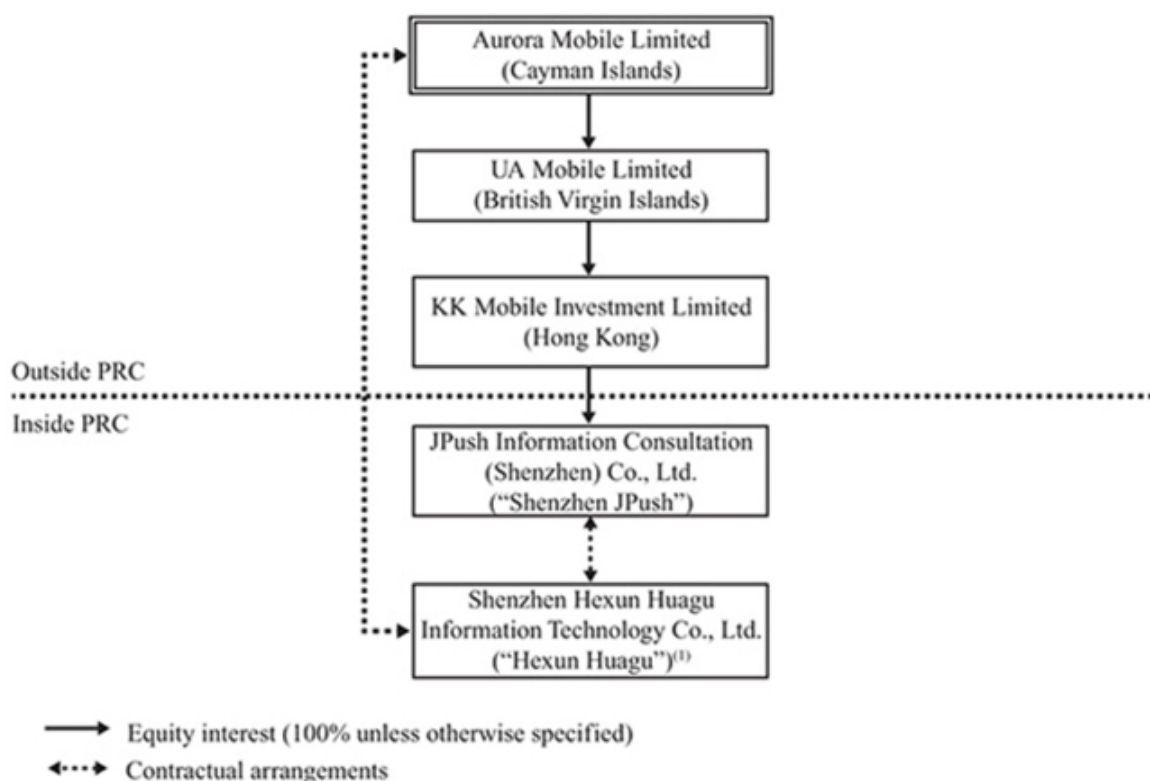 Aurora Mobile Limited
(Cayman Islands)
UA Mobile Limited
(British Virgin Islands)
KK Mobile Investment Limited
(Hong Kong)
Outside PRC
Inside PRC
JPush Information Consultation
(Shenzhen) Co., Ltd.
(“Shenzhen JPush”)
Shenzhen Hexun Huagu
Information Technology Co., Ltd.
(“Hexun Huagu”)(1)
Equity interest (100% unless otherwise specified)
Contractual arrangements